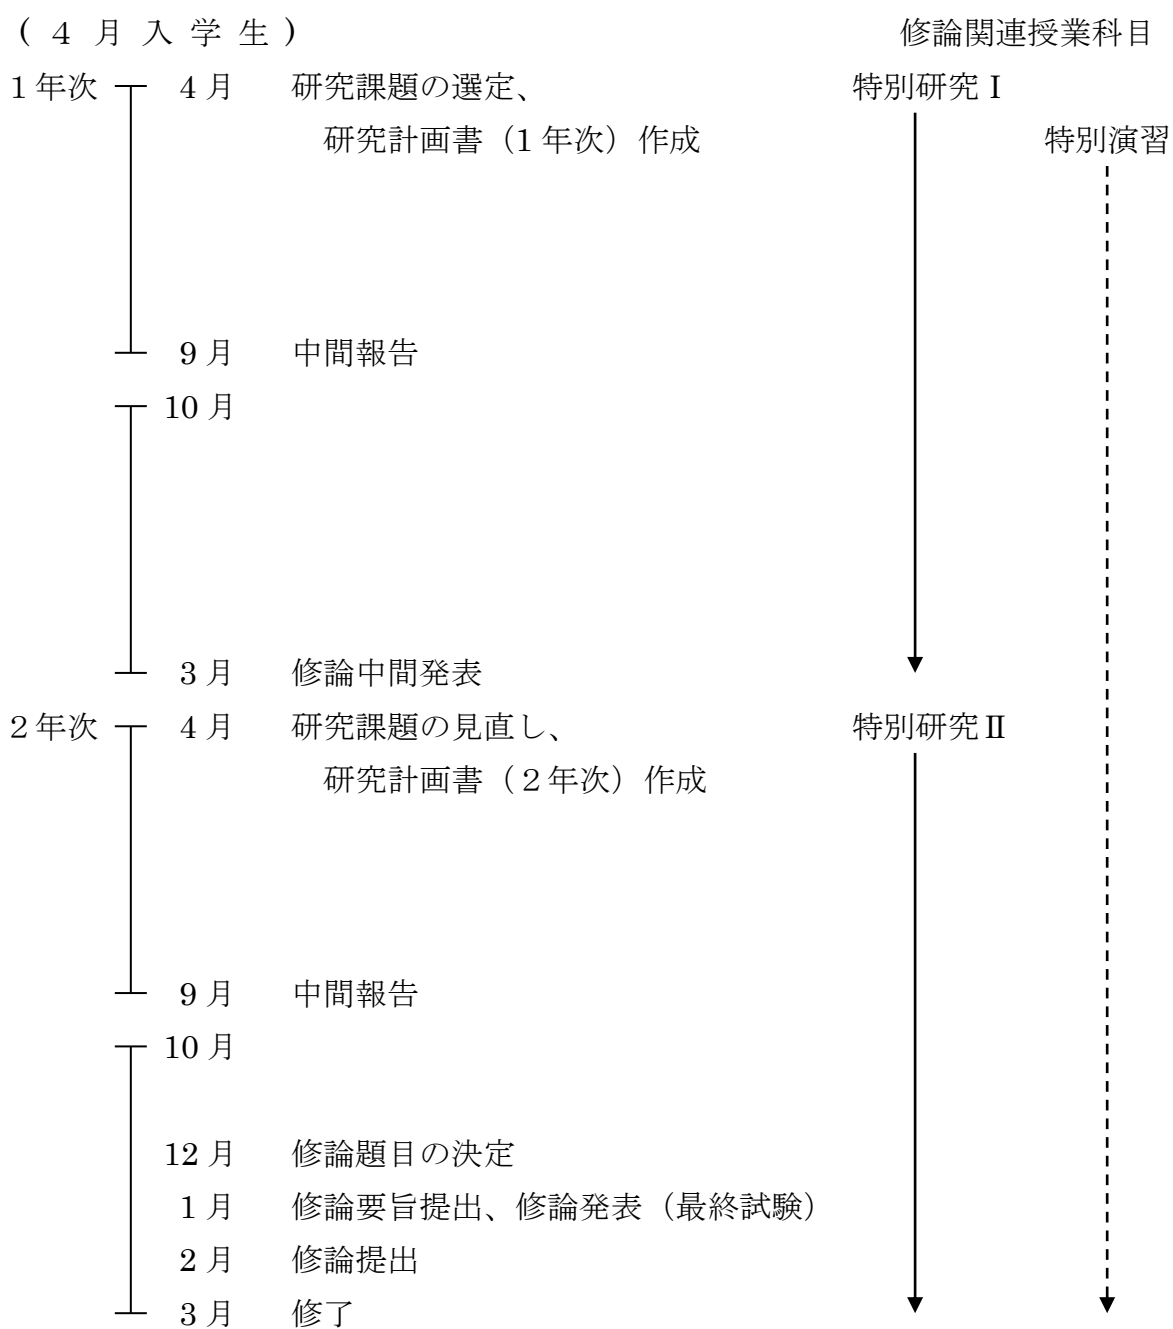 (４月入学生) 修論関連授業科目
1年次 4月 研究課題の選定、 特別研究Ⅰ
研究計画書（1年次）作成 特別演習
9月 中間報告
10月
3月 修論中間発表
２年次 4月 研究課題の見直し、 特別研究Ⅱ
研究計画書（２年次）作成
9月 中間報告
10月
12月 修論題目の決定
1月 修論要旨提出、修論発表（最終試験）
2月 修論提出
3月 修了